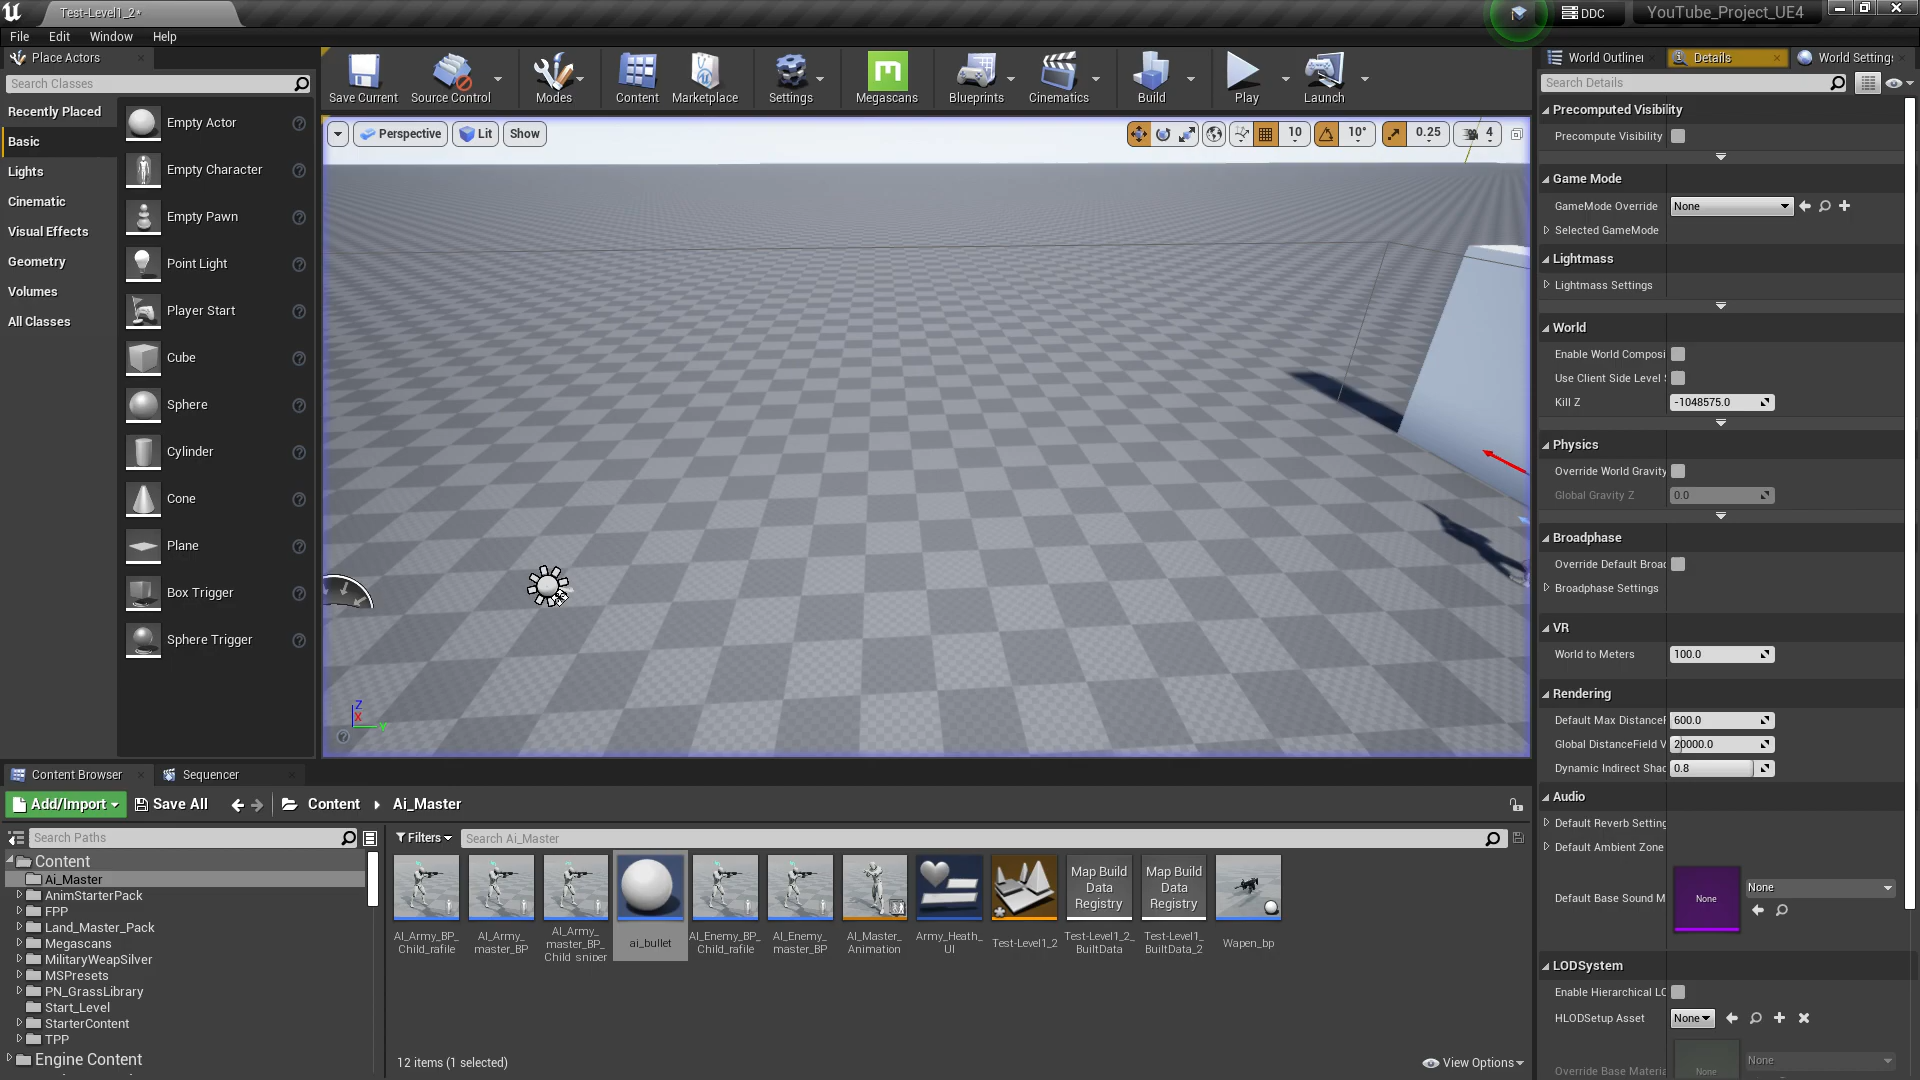 Test-Level1_2*
DDC
YouTube_Project_UE4
File Edit Window Help
Place Actors
Search Classes
Recently Placed
Basic
Lights
Cinematic
Visual Effects
Geometry
Volumes
All Classes
Empty Actor
Empty Character
Empty Pawn
Point Light
Player Start
Cube
Sphere
Cylinder
Cone
Plane
Box Trigger
Sphere Trigger
Save Current
Source Control
Modes
Content
Marketplace
Settings
Megascans
Blueprints
Cinematics
Build
Play
Launch
Perspective
Lit
Show
10
10°
0.25
4
Z
X
Y
World Outliner
Details
World Settings
Search Details
Precomputed Visibility
Precompute Visibility
Game Mode
GameMode Override None
Selected GameMode
Lightmass
Lightmass Settings
World
Enable World Composi
Use Client Side Level S
Kill Z -1048575.0
Physics
Override World Gravity
Global Gravity Z 0.0
Broadphase
Override Default Broad
Broadphase Settings
VR
World to Meters 100.0
Rendering
Default Max DistanceF 600.0
Global DistanceField V 20000.0
Dynamic Indirect Shad 0.8
Audio
Default Reverb Setting
Default Ambient Zone
Default Base Sound M None None
LODSystem
Enable Hierarchical LO
HLODSetup Asset None
Override Base Materia None None
Content Browser
Sequencer
Add/Import
Save All
Content
Ai_Master
Search Paths
Content
Ai_Master
AnimStarterPack
FPP
Land_Master_Pack
Megascans
MilitaryWeapSilver
MSPresets
PN_GrassLibrary
Start_Level
StarterContent
TPP
Engine Content
Filters
Search Ai_Master
AI_Army_BP_
Child_rafile
AI_Army_
master_BP
AI_Army_
master_BP_
Child_sniper
ai_bullet
AI_Enemy_BP_
Child_rafile
AI_Enemy_
master_BP
AI_Master_
Animation
Army_Heath_
UI
Test-Level1_2
Map Build
Data
Registry
Test-Level1_2_
BuiltData
Map Build
Data
Registry
Test-Level1_
BuiltData_2
Wapen_bp
12 items (1 selected)
View Options